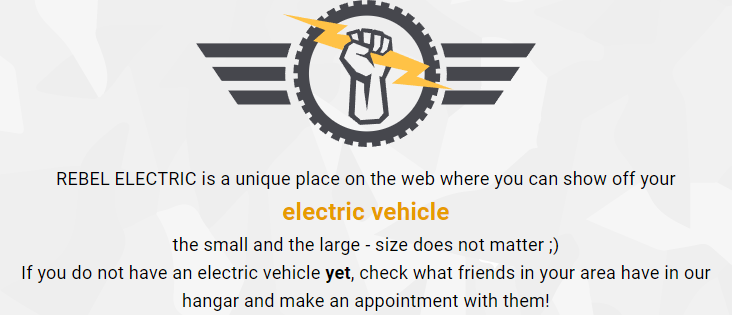 REBEL ELECTRIC is a unique place on the web where you can show off your
electric vehicle
the small and the large - size does not matter ;)
If you do not have an electric vehicle yet, check what friends in your area have in our
hangar and make an appointment with them!